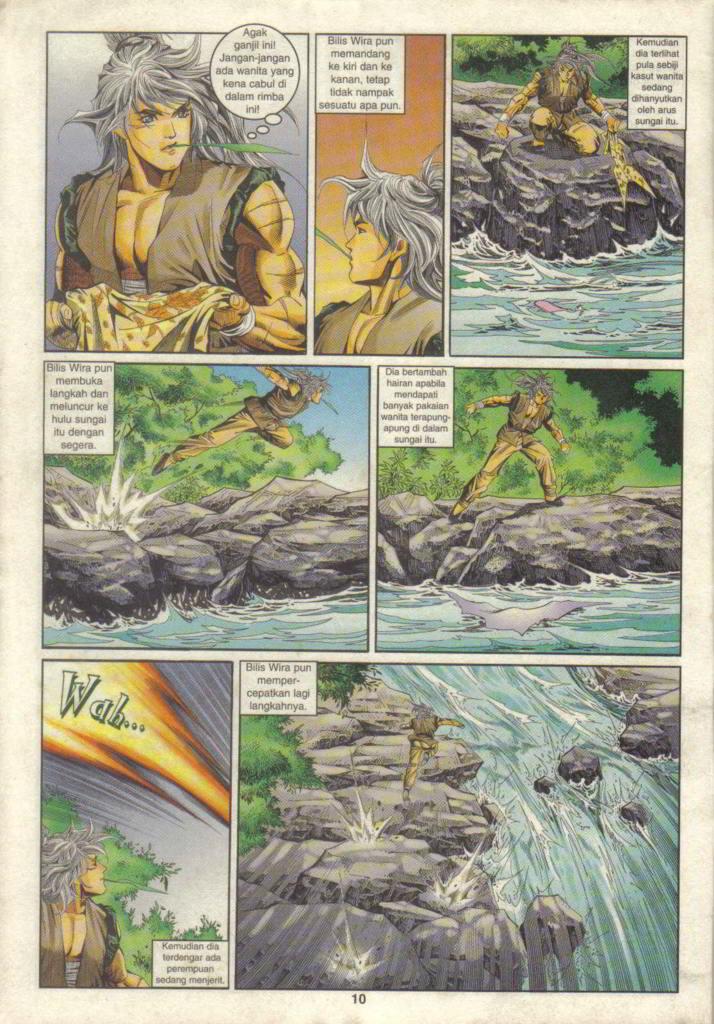 Agak
ganjil ini!
Jangan-jangan
ada wanita yang
kena cabul di
dalam rimba
ini!
Bilis Wira pun
memandang
ke kiri dan ke
kanan, tetap
tidak nampak
sesuatu apa pun.
Kemudian
dia terlihat
pula sebiji
kasut wanita
sedang
dihanyutkan
oleh arus
sungai itu.
Bilis Wira pun
membuka
langkah dan
meluncur ke
hulu sungai
itu dengan
segera.
Dia bertambah
hairan apabila
mendapati
banyak pakaian
wanita terapung-
apung di dalam
sungai itu.
Wah...
Kemudian dia
terdengar ada
perempuan
sedang menjerit.
Bilis Wira pun
memper-
cepatkan lagi
langkahnya.
10